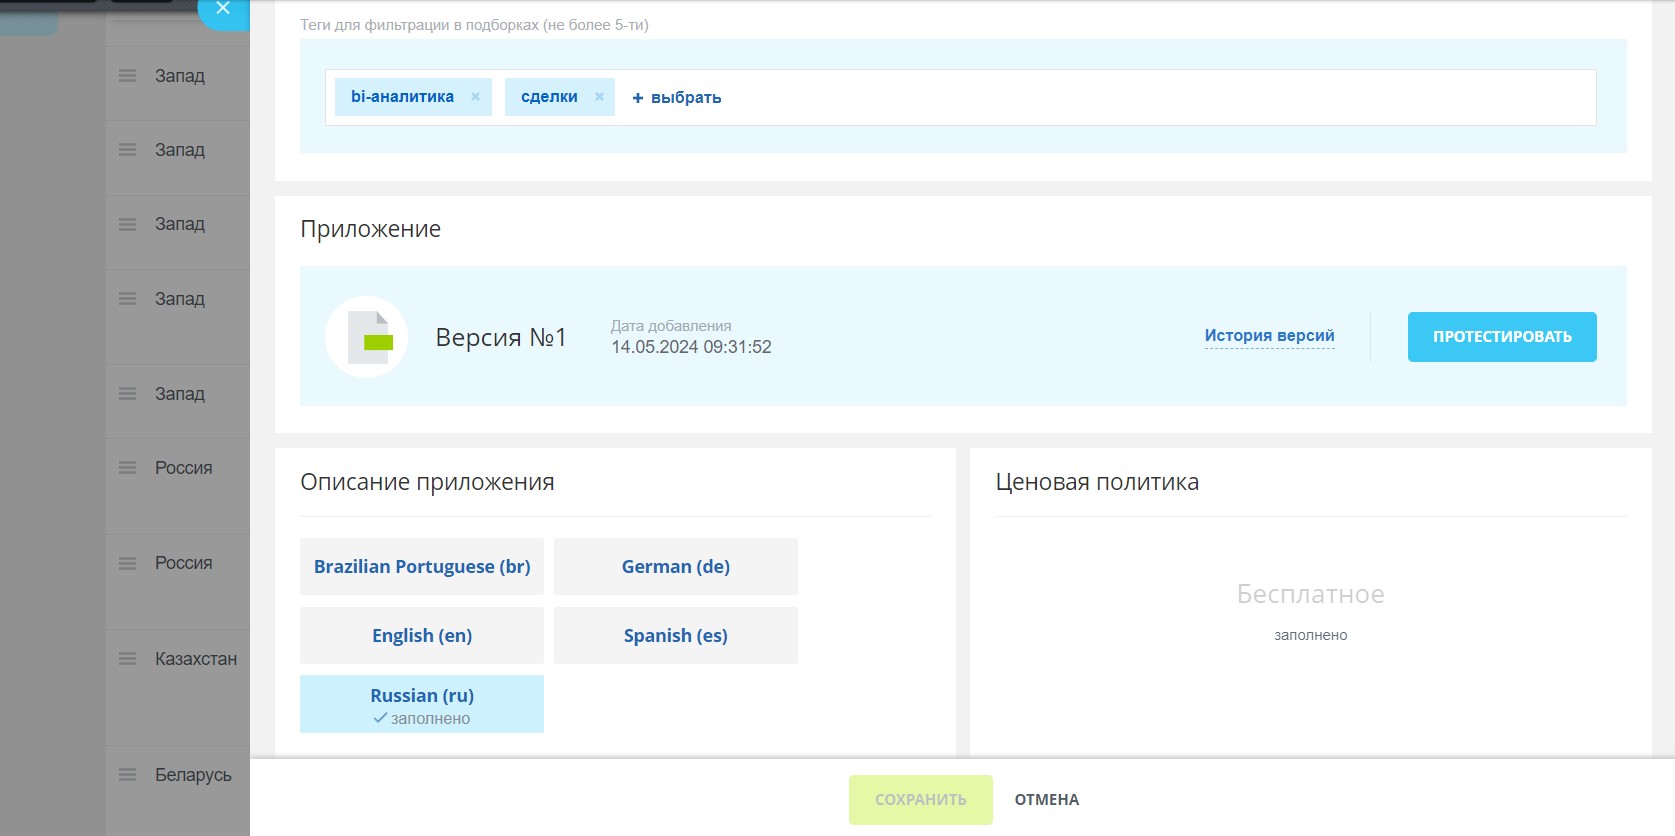 Теги для фильтрации в подборках (не более 5-ти)
bi-аналитика × сделки × + выбрать
Приложение
Версия №1
Дата добавления
14.05.2024 09:31:52
История версий
ПРОТЕСТИРОВАТЬ
Описание приложения
Brazilian Portuguese (br)
German (de)
English (en)
Spanish (es)
Russian (ru)
заполнено
Ценовая политика
Бесплатное
заполнено
СОХРАНИТЬ
ОТМЕНА
Запад
Запад
Запад
Запад
Запад
Россия
Россия
Казахстан
Беларусь